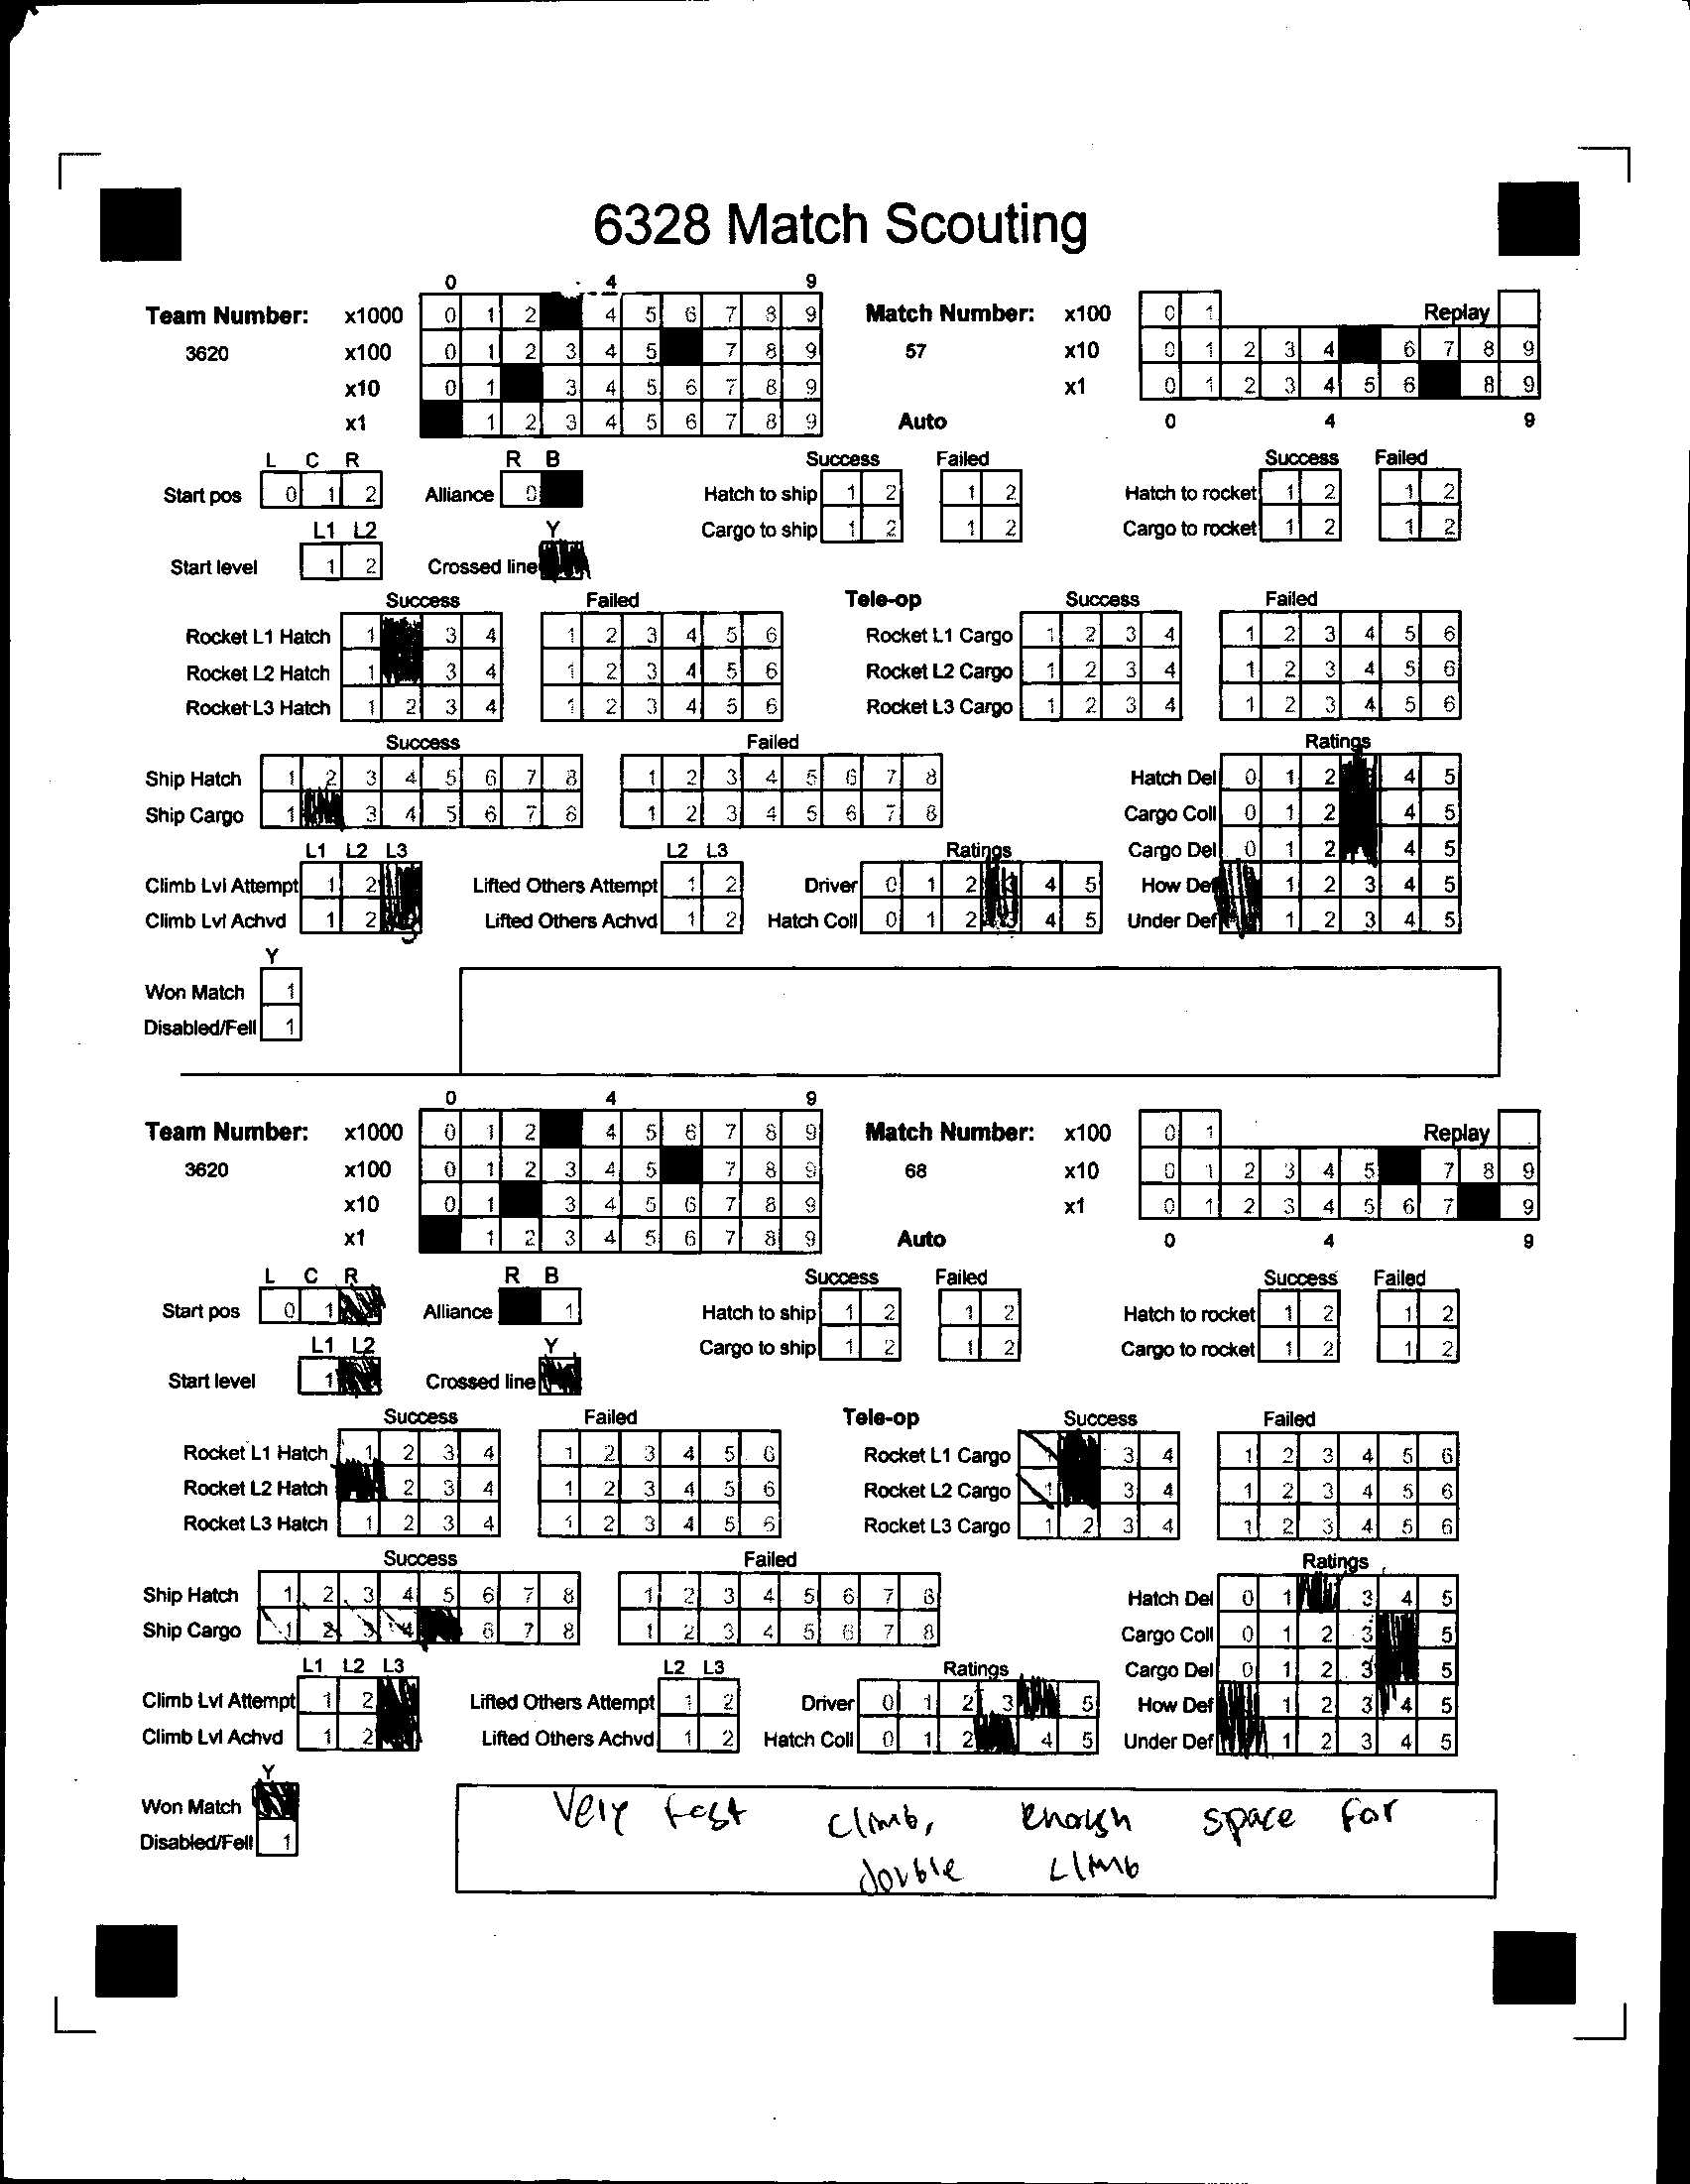 6328 Match Scouting
0 4 9
Team Number: x1000 0 1 2 4 5 6 7 8 9 Match Number: x100 0 1 Replay
3620 x100 0 1 2 3 4 5 7 8 9 57 x10 0 1 2 3 4 6 7 8 9
x10 0 1 3 4 5 6 7 8 9 x1 0 1 2 3 4 5 6 8 9
x1 1 2 3 4 5 6 7 8 9 Auto 0 4 9
L C R R B Success Failed Success Failed
Start pos 0 1 2 Alliance 0 Hatch to ship 1 2 1 2 Hatch to rocket 1 2 1 2
L1 L2 Y Cargo to ship 1 2 1 2 Cargo to rocket 1 2 1 2
Start level 1 2 Crossed line
Success Failed Tele-op Success Failed
Rocket L1 Hatch 1 3 4 1 2 3 4 5 6 Rocket L1 Cargo 1 2 3 4 1 2 3 4 5 6
Rocket L2 Hatch 1 3 4 1 2 3 4 5 6 Rocket L2 Cargo 1 2 3 4 1 2 3 4 5 6
Rocket L3 Hatch 1 2 3 4 1 2 3 4 5 6 Rocket L3 Cargo 1 2 3 4 1 2 3 4 5 6
Success Failed Ratings
Ship Hatch 1 2 3 4 5 6 7 8 1 2 3 4 5 6 7 8 Hatch Del 0 1 2 4 5
Ship Cargo 1 3 4 5 6 7 8 1 2 3 4 5 6 7 8 Cargo Coll 0 1 2 4 5
L1 L2 L3 L2 L3 Ratings Cargo Del 0 1 2 4 5
Climb Lvl Attempt 1 2 Lifted Others Attempt 1 2 Driver 0 1 2 3 4 5 How Def 1 2 3 4 5
Climb Lvl Achvd 1 2 Lifted Others Achvd 1 2 Hatch Coll 0 1 2 3 4 5 Under Def 1 2 3 4 5
Y
Won Match 1
Disabled/Fell 1
0 4 9
Team Number: x1000 0 1 2 4 5 6 7 8 9 Match Number: x100 0 1 Replay
3620 x100 0 1 2 3 4 5 7 8 9 68 x10 0 1 2 3 4 5 7 8 9
x10 0 1 3 4 5 6 7 8 9 x1 0 1 2 3 4 5 6 7 9
x1 1 2 3 4 5 6 7 8 9 Auto 0 4 9
L C R R B Success Failed Success Failed
Start pos 0 1 Alliance 1 Hatch to ship 1 2 1 2 Hatch to rocket 1 2 1 2
L1 L2 Y Cargo to ship 1 2 1 2 Cargo to rocket 1 2 1 2
Start level 1 Crossed line
Success Failed Tele-op Success Failed
Rocket L1 Hatch 1 2 3 4 1 2 3 4 5 6 Rocket L1 Cargo 1 3 4 1 2 3 4 5 6
Rocket L2 Hatch 2 3 4 1 2 3 4 5 6 Rocket L2 Cargo 1 3 4 1 2 3 4 5 6
Rocket L3 Hatch 1 2 3 4 1 2 3 4 5 6 Rocket L3 Cargo 1 2 3 4 1 2 3 4 5 6
Success Failed Ratings
Ship Hatch 1 2 3 4 5 6 7 8 1 2 3 4 5 6 7 8 Hatch Del 0 1 3 4 5
Ship Cargo 1 2 3 4 6 7 8 1 2 3 4 5 6 7 8 Cargo Coll 0 1 2 3 5
L1 L2 L3 L2 L3 Ratings Cargo Del 0 1 2 3 5
Climb Lvl Attempt 1 2 Lifted Others Attempt 1 2 Driver 0 1 2 3 5 How Def 1 2 3 4 5
Climb Lvl Achvd 1 2 Lifted Others Achvd 1 2 Hatch Coll 0 1 2 4 5 Under Def 1 2 3 4 5
Y
Won Match
Disabled/Fell 1
Very fast climb, enough space for
double climb